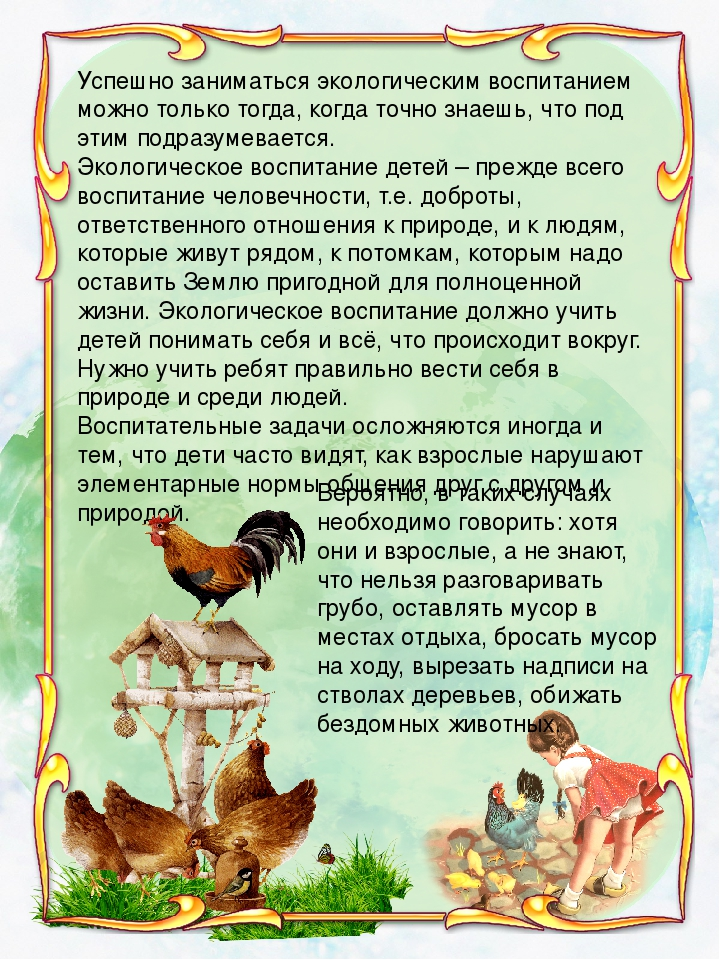 Успешно заниматься экологическим воспитанием
можно только тогда, когда точно знаешь, что под
этим подразумевается.
Экологическое воспитание детей – прежде всего
воспитание человечности, т.е. доброты,
ответственного отношения к природе, и к людям,
которые живут рядом, к потомкам, которым надо
оставить Землю пригодной для полноценной
жизни. Экологическое воспитание должно учить
детей понимать себя и всё, что происходит вокруг.
Нужно учить ребят правильно вести себя в
природе и среди людей.
Воспитательные задачи осложняются иногда и
тем, что дети часто видят, как взрослые нарушают
элементарные нормы общения друг с другом и
природой.
Вероятно, в таких случаях
необходимо говорить: хотя
они и взрослые, а не знают,
что нельзя разговаривать
грубо, оставлять мусор в
местах отдыха, бросать мусор
на ходу, вырезать надписи на
стволах деревьев, обижать
бездомных животных.